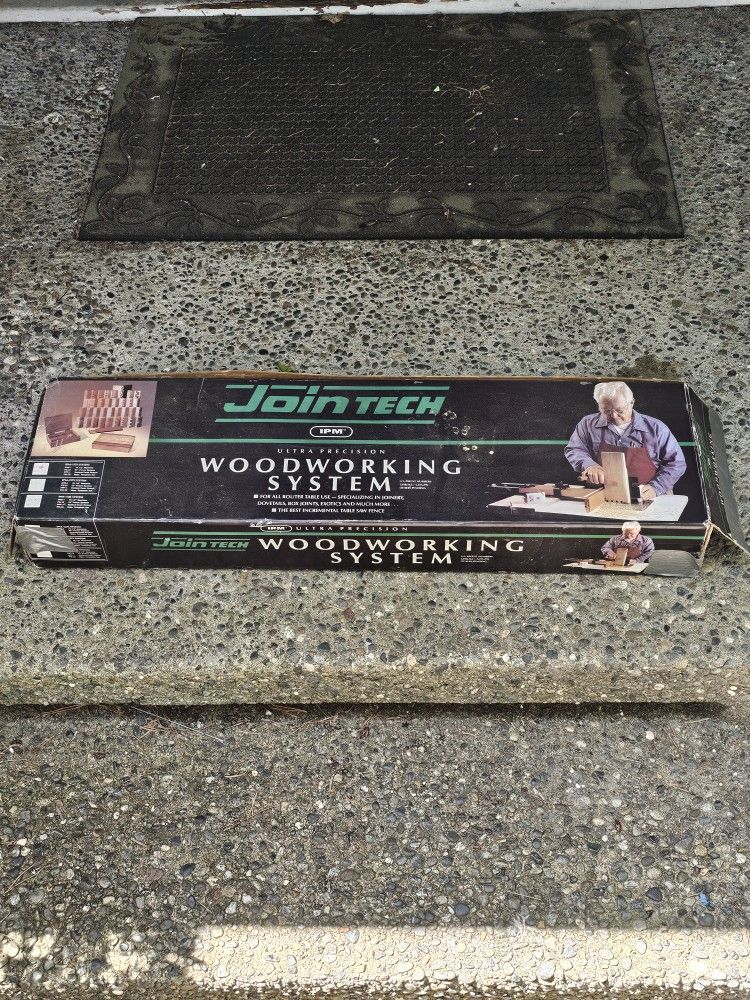 JoinTECH
IPM
ULTRA PRECISION
WOODWORKING
SYSTEM
■ FOR ALL ROUTER TABLE USE — SPECIALIZING IN JOINERY,
DOVETAILS, BOX JOINTS, EXOTICS AND MUCH MORE
■ THE BEST INCREMENTAL TABLE SAW FENCE
IPM ULTRA PRECISION
JoinTECH WOODWORKING
SYSTEM